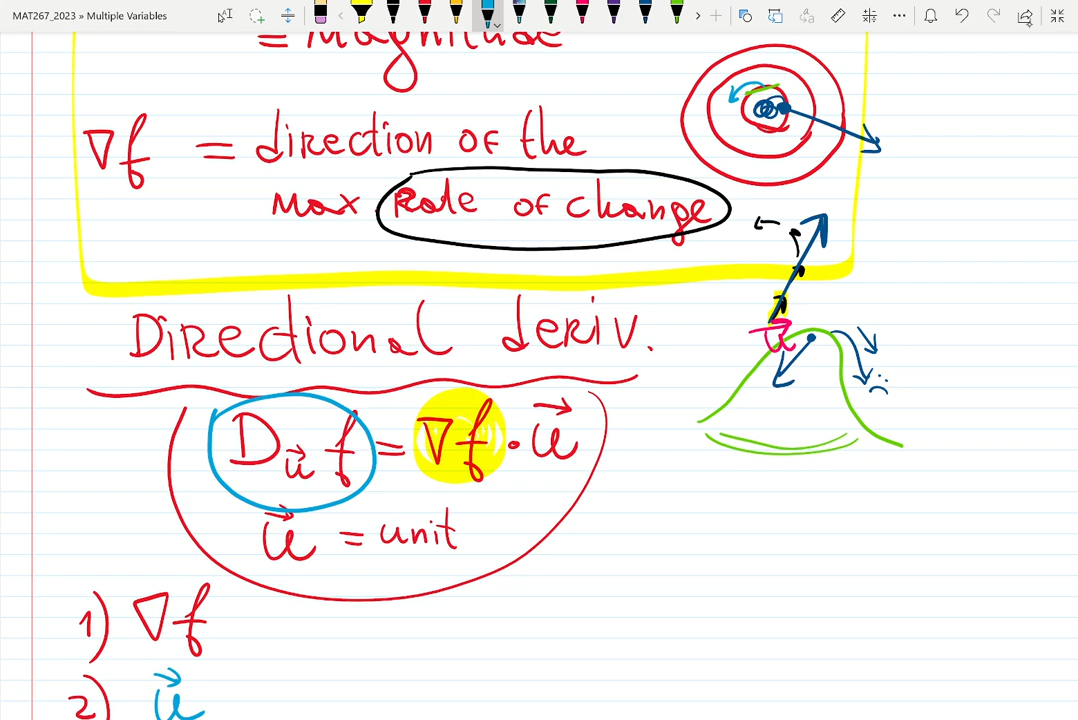 MAT267_2023 » Multiple Variables
= Magnitude
∇f = direction of the
max Rate of change
Directional deriv.
D_u⃗ f = ∇f · u⃗
u⃗ = unit
u⃗
1) ∇f
2) u⃗